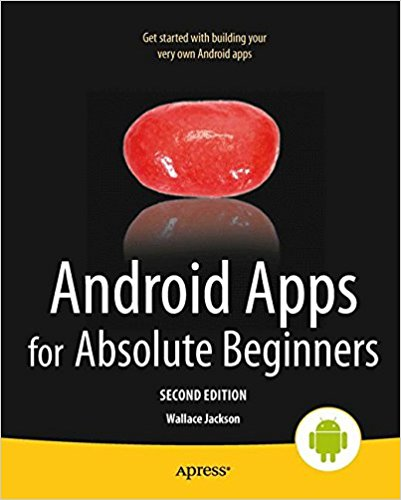 Get started with building your
very own Android apps
Android Apps
for Absolute Beginners
SECOND EDITION
Wallace Jackson
Apress®